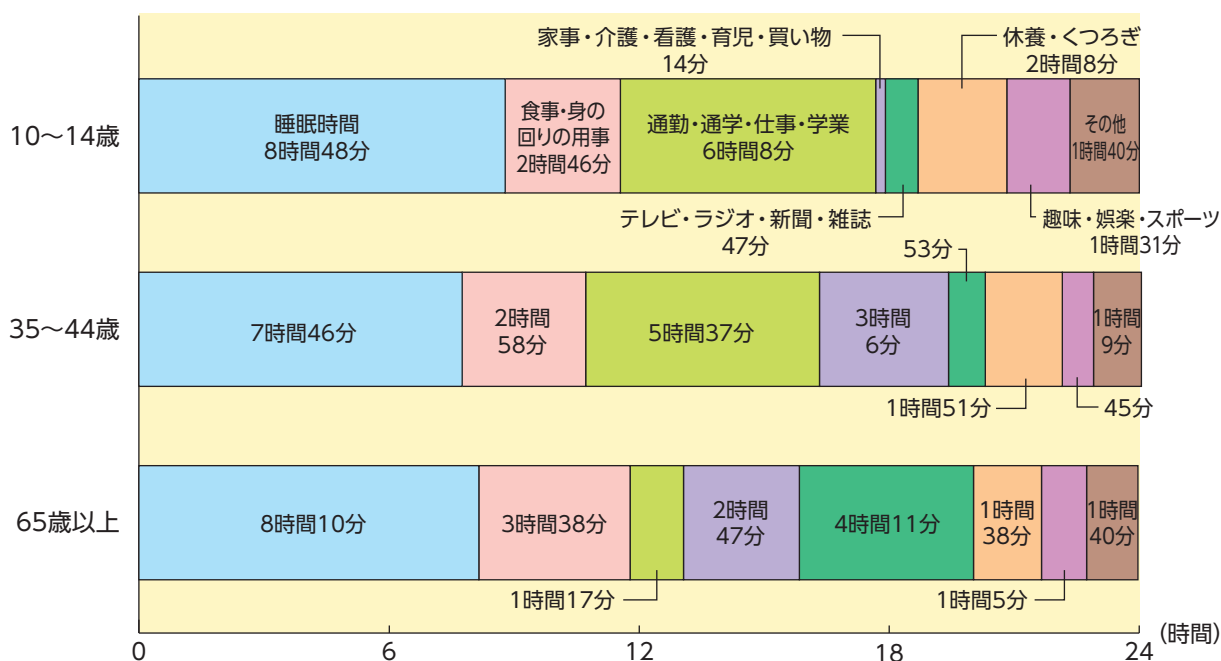 家事・介護・看護・育児・買い物
14分
休養・くつろぎ
2時間8分
10～14歳
睡眠時間
8時間48分
食事・身の
回りの用事
2時間46分
通勤・通学・仕事・学業
6時間8分
その他
1時間40分
テレビ・ラジオ・新聞・雑誌
47分
趣味・娯楽・スポーツ
1時間31分
53分
35～44歳
7時間46分
2時間
58分
5時間37分
3時間
6分
1時間
9分
1時間51分
45分
65歳以上
8時間10分
3時間38分
2時間
47分
4時間11分
1時間
38分
1時間
40分
1時間17分
1時間5分
0 6 12 18 24 (時間)